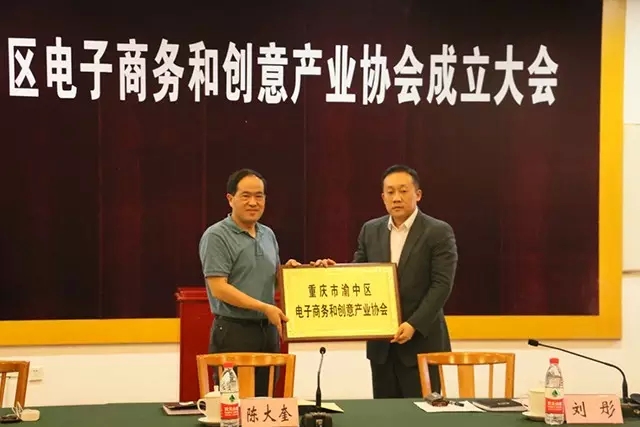 区电子商务和创意产业协会成立大会
重庆市渝中区
电子商务和创意产业协会
陈大奎
刘彤